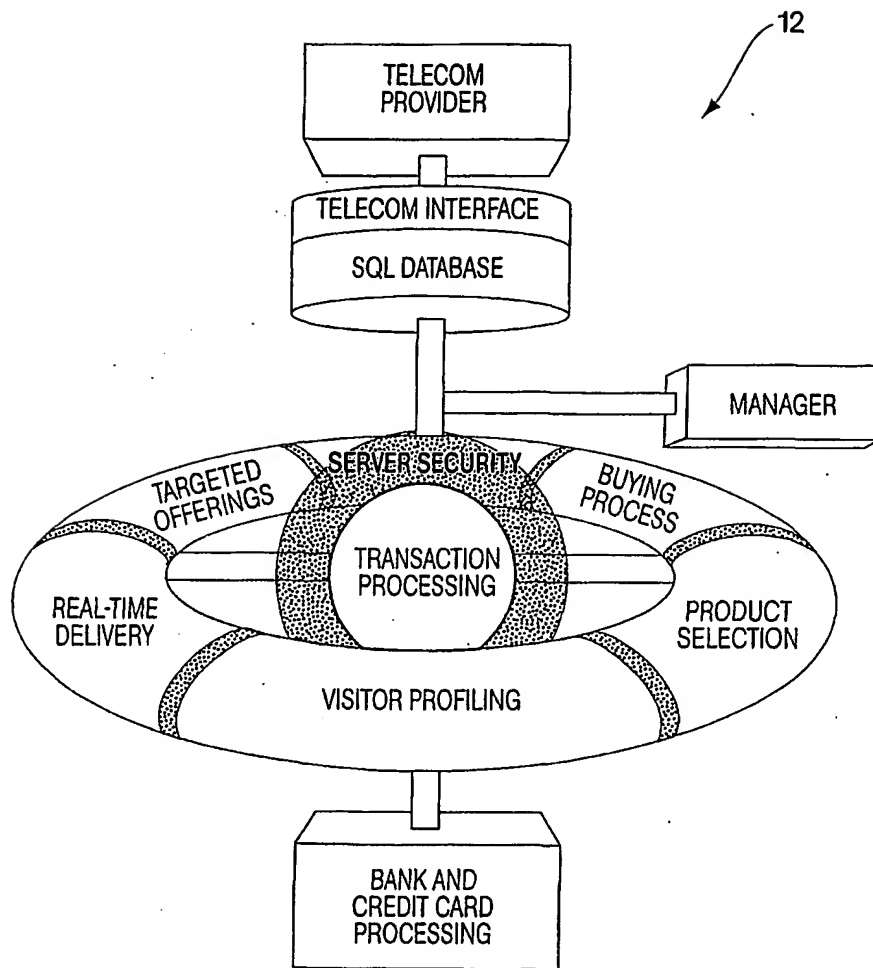 12
TELECOM
PROVIDER
TELECOM INTERFACE
SQL DATABASE
MANAGER
SERVER SECURITY
TARGETED
OFFERINGS
BUYING
PROCESS
TRANSACTION
PROCESSING
REAL-TIME
DELIVERY
PRODUCT
SELECTION
VISITOR PROFILING
BANK AND
CREDIT CARD
PROCESSING